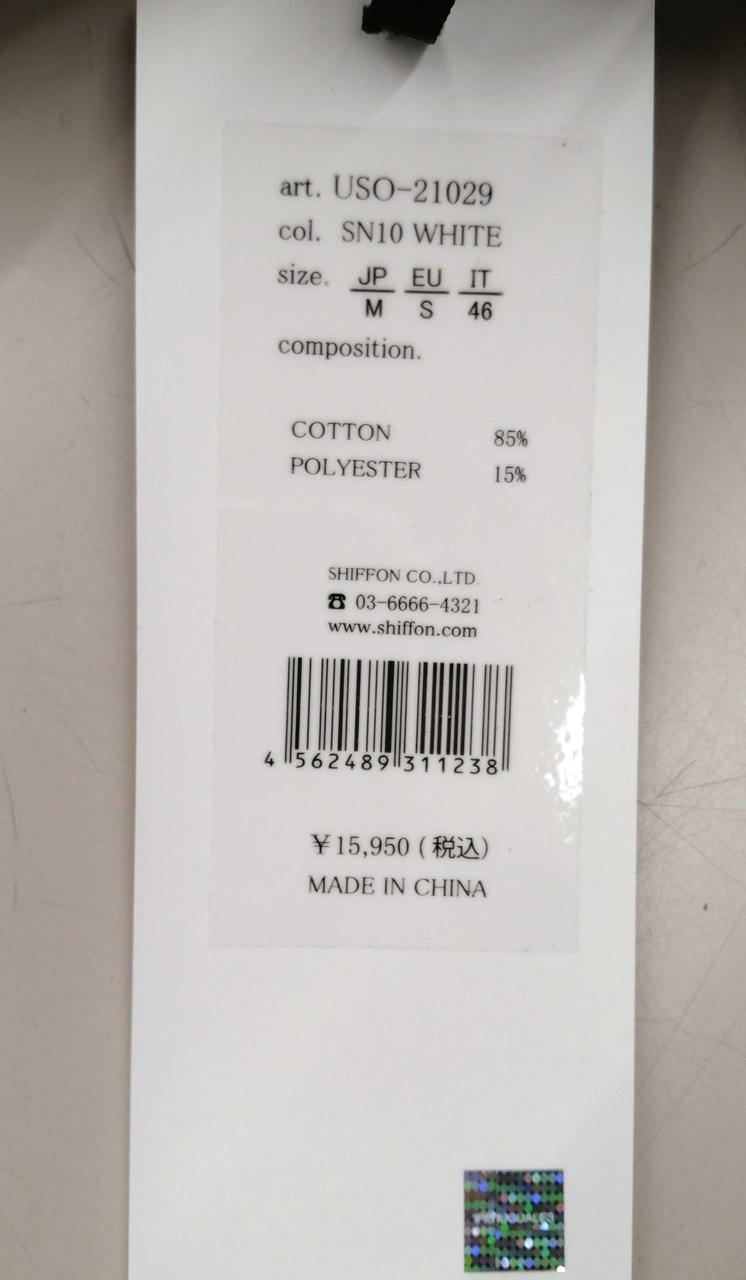 art. USO-21029
col. SN10 WHITE
size. JP EU IT
M S 46
composition.
COTTON 85%
POLYESTER 15%
SHIFFON CO.,LTD.
☎ 03-6666-4321
www.shiffon.com
4 562489 311238
¥15,950 (税込)
MADE IN CHINA